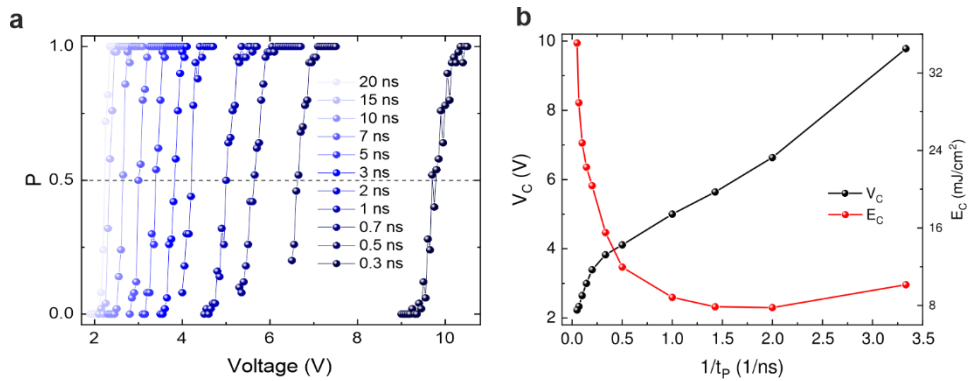 a
P
1.0
0.5
0.0
20 ns
15 ns
10 ns
7 ns
5 ns
3 ns
2 ns
1 ns
0.7 ns
0.5 ns
0.3 ns
2 4 6 8 10
Voltage (V)
b
V_C (V)
10
8
6
4
2
V_C
E_C
32
24
16
8
E_C (mJ/cm²)
0.0 0.5 1.0 1.5 2.0 2.5 3.0 3.5
1/t_P (1/ns)